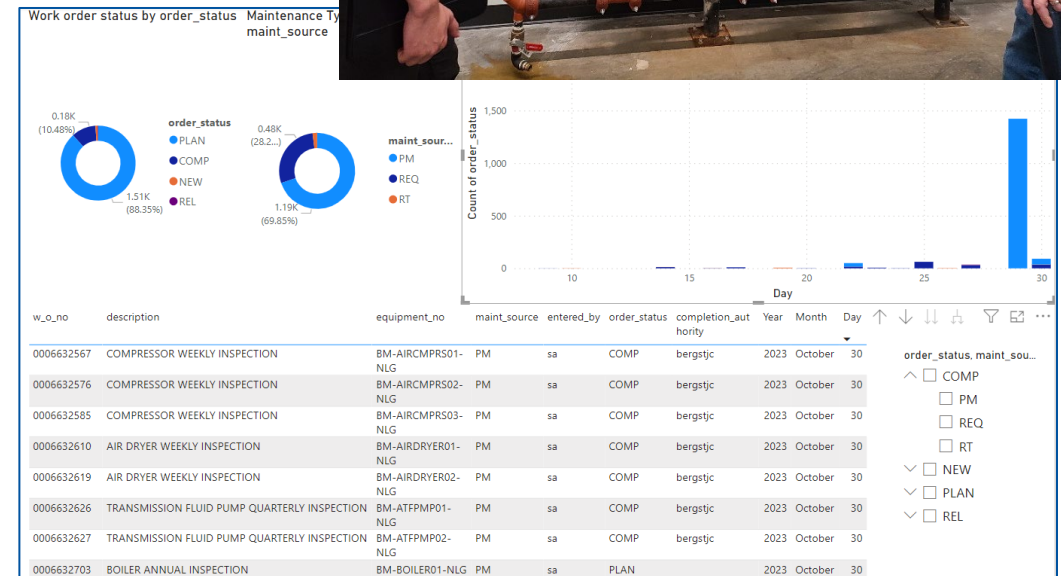 Work order status by order_status
Maintenance Ty
maint_source
0.18K
(10.48%)
1.51K
(88.35%)
order_status
PLAN
COMP
NEW
REL
0.48K
(28.2...)
1.19K
(69.85%)
maint_sour...
PM
REQ
RT
Count of order_status
1,500
1,000
500
0
10
15
20
25
30
Day
w_o_no description equipment_no maint_source entered_by order_status completion_aut
hority Year Month Day
0006632567 COMPRESSOR WEEKLY INSPECTION BM-AIRCMPRS01-
NLG PM sa COMP bergstjc 2023 October 30
0006632576 COMPRESSOR WEEKLY INSPECTION BM-AIRCMPRS02-
NLG PM sa COMP bergstjc 2023 October 30
0006632585 COMPRESSOR WEEKLY INSPECTION BM-AIRCMPRS03-
NLG PM sa COMP bergstjc 2023 October 30
0006632610 AIR DRYER WEEKLY INSPECTION BM-AIRDRYER01-
NLG PM sa COMP bergstjc 2023 October 30
0006632619 AIR DRYER WEEKLY INSPECTION BM-AIRDRYER02-
NLG PM sa COMP bergstjc 2023 October 30
0006632626 TRANSMISSION FLUID PUMP QUARTERLY INSPECTION BM-ATFPMP01-
NLG PM sa COMP bergstjc 2023 October 30
0006632627 TRANSMISSION FLUID PUMP QUARTERLY INSPECTION BM-ATFPMP02-
NLG PM sa COMP bergstjc 2023 October 30
0006632703 BOILER ANNUAL INSPECTION BM-BOILER01-NLG PM sa PLAN 2023 October 30
order_status, maint_sou...
COMP
PM
REQ
RT
NEW
PLAN
REL